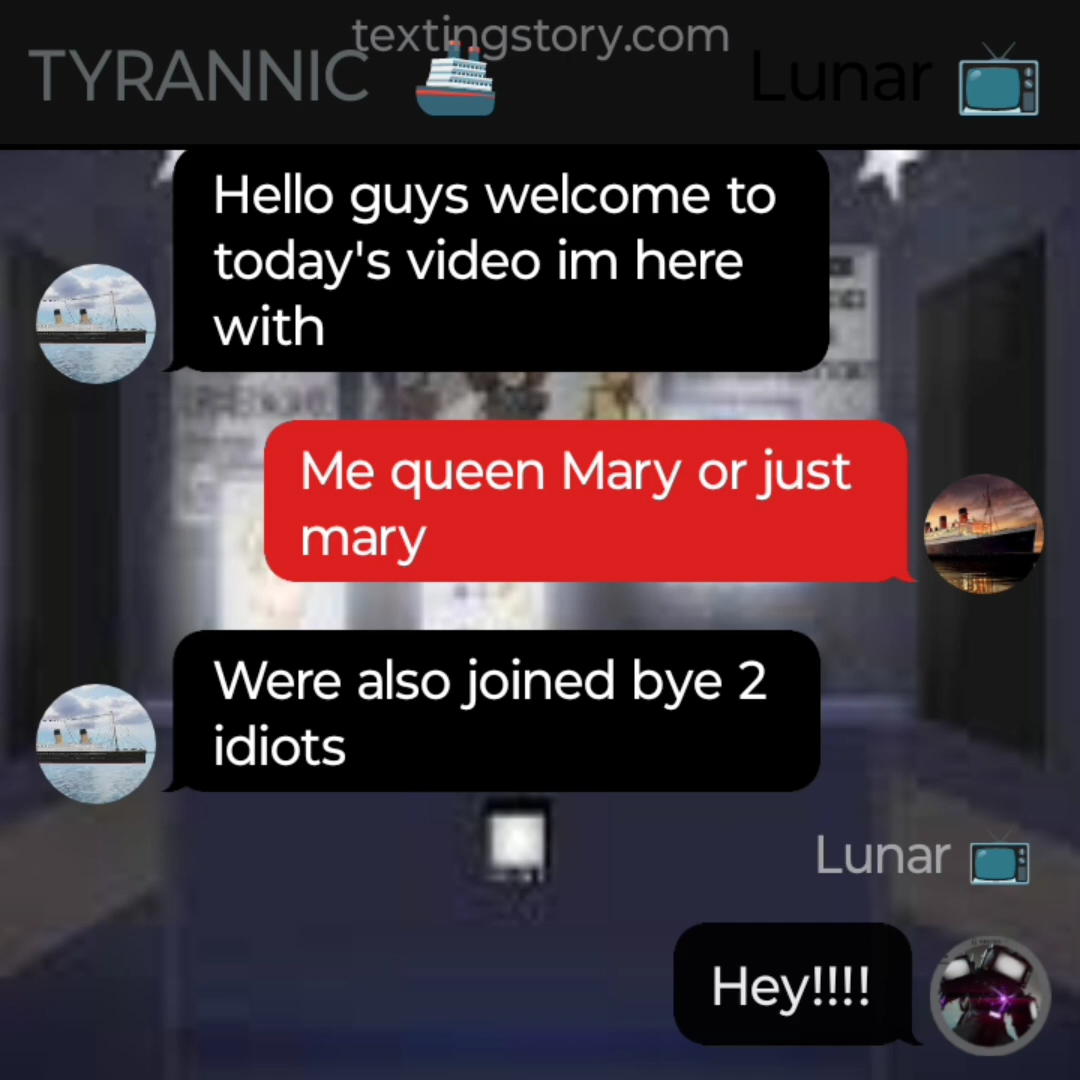 textingstory.com
TYRANNIC 🚢
Lunar 📺
Hello guys welcome to
today's video im here
with
Me queen Mary or just
mary
Were also joined bye 2
idiots
Lunar 📺
Hey!!!!